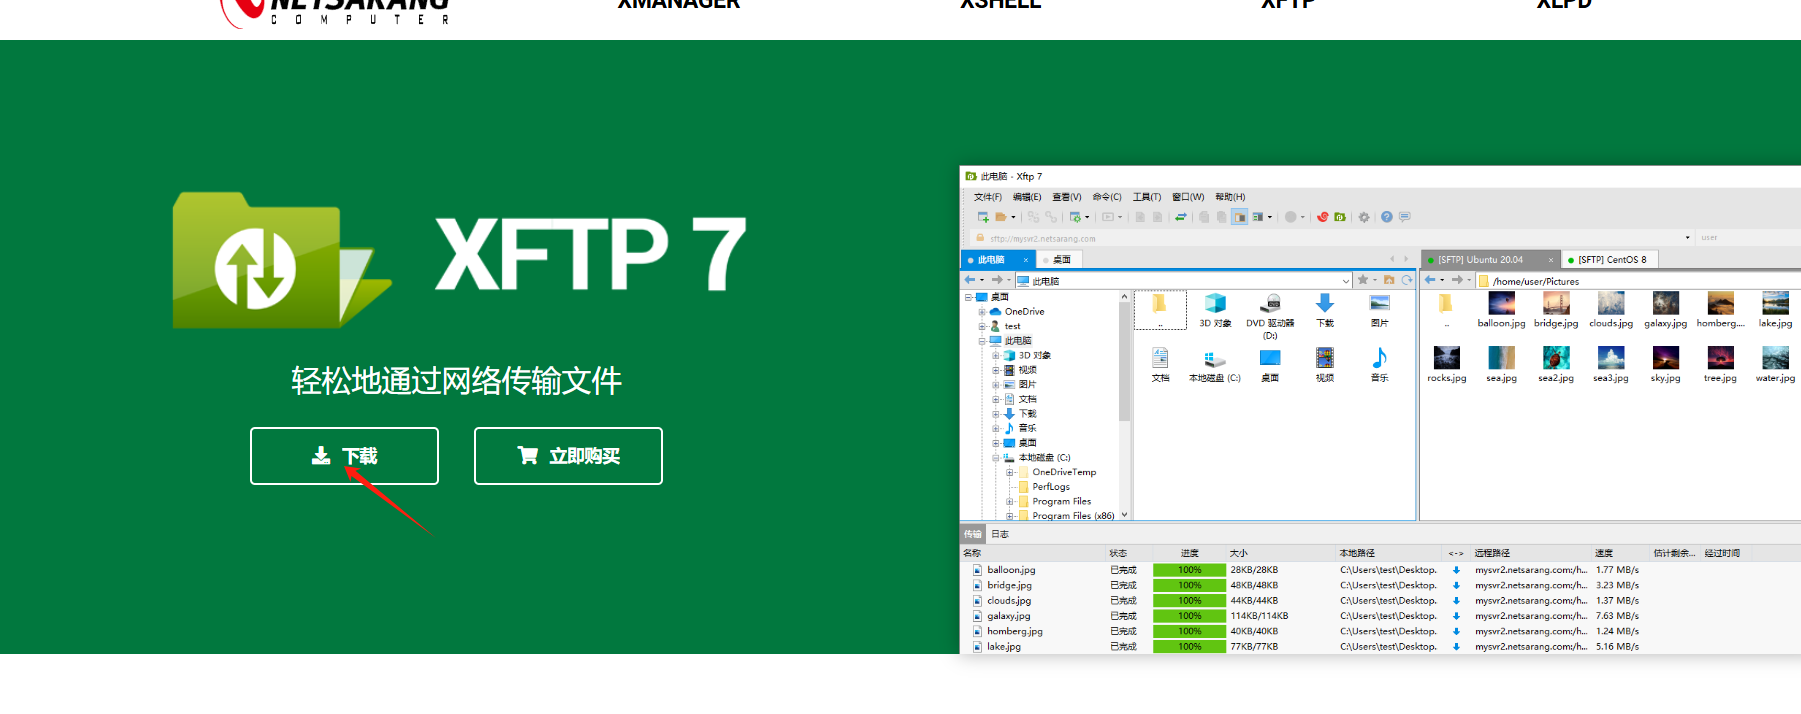 NETSARANG
COMPUTER
XMANAGER
XSHELL
XFTP
XLPD
XFTP 7
轻松地通过网络传输文件
下载
立即购买
此电脑 - Xftp 7
文件(F) 编辑(E) 查看(V) 命令(C) 工具(T) 窗口(W) 帮助(H)
sftp://mysvr2.netsarang.com
user
此电脑
桌面
[SFTP] Ubuntu 20.04
[SFTP] CentOS 8
此电脑
/home/user/Pictures
桌面
OneDrive
test
此电脑
3D 对象
视频
图片
文档
下载
音乐
桌面
本地磁盘 (C:)
OneDriveTemp
PerfLogs
Program Files
Program Files (x86)
..
3D 对象
DVD 驱动器 (D:)
下载
图片
文档
本地磁盘 (C:)
桌面
视频
音乐
..
balloon.jpg bridge.jpg clouds.jpg galaxy.jpg homberg.... lake.jpg
rocks.jpg sea.jpg sea2.jpg sea3.jpg sky.jpg tree.jpg water.jpg
传输 日志
名称 状态 进度 大小 本地路径 <-> 远程路径 速度 估计剩余... 经过时间
balloon.jpg 已完成 100% 28KB/28KB C:\Users\test\Desktop. mysvr2.netsarang.com:/h... 1.77 MB/s
bridge.jpg 已完成 100% 48KB/48KB C:\Users\test\Desktop. mysvr2.netsarang.com:/h... 3.23 MB/s
clouds.jpg 已完成 100% 44KB/44KB C:\Users\test\Desktop. mysvr2.netsarang.com:/h... 1.37 MB/s
galaxy.jpg 已完成 100% 114KB/114KB C:\Users\test\Desktop. mysvr2.netsarang.com:/h... 7.63 MB/s
homberg.jpg 已完成 100% 40KB/40KB C:\Users\test\Desktop. mysvr2.netsarang.com:/h... 1.24 MB/s
lake.jpg 已完成 100% 77KB/77KB C:\Users\test\Desktop. mysvr2.netsarang.com:/h... 5.16 MB/s